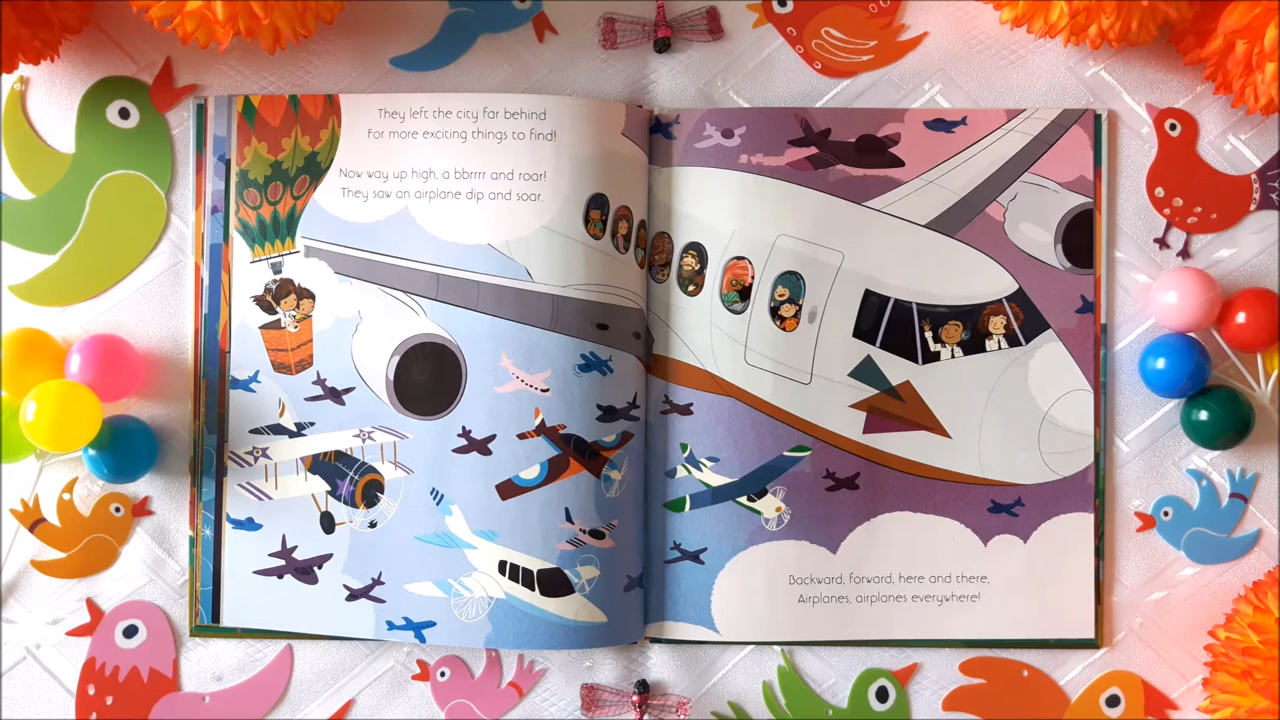 They left the city far behind
For more exciting things to find!
Now way up high, a bbrrrr and roar!
They saw an airplane dip and soar.
Backward, forward, here and there,
Airplanes, airplanes everywhere!